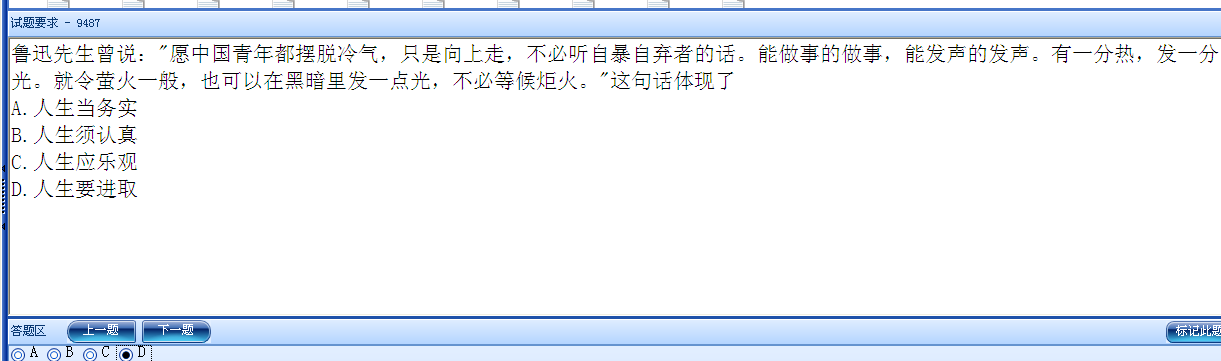 试题要求 - 9487
鲁迅先生曾说："愿中国青年都摆脱冷气，只是向上走，不必听自暴自弃者的话。能做事的做事，能发声的发声。有一分热，发一分
光。就令萤火一般，也可以在黑暗里发一点光，不必等候炬火。"这句话体现了
A.人生当务实
B.人生须认真
C.人生应乐观
D.人生要进取
答题区 上一题 下一题 标记此题
A B C D